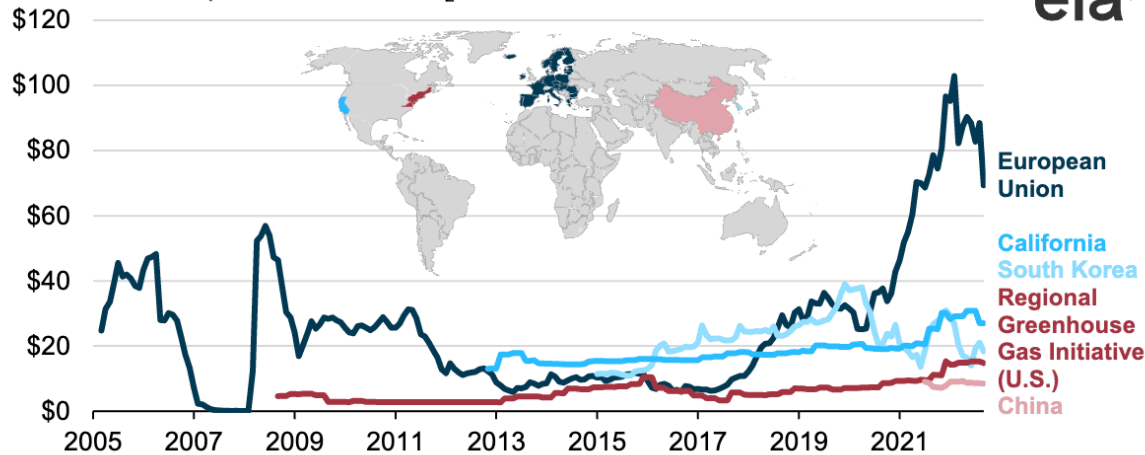 $120
$100
$80
$60
$40
$20
$0
2005 2007 2009 2011 2013 2015 2017 2019 2021
European
Union
California
South Korea
Regional
Greenhouse
Gas Initiative
(U.S.)
China